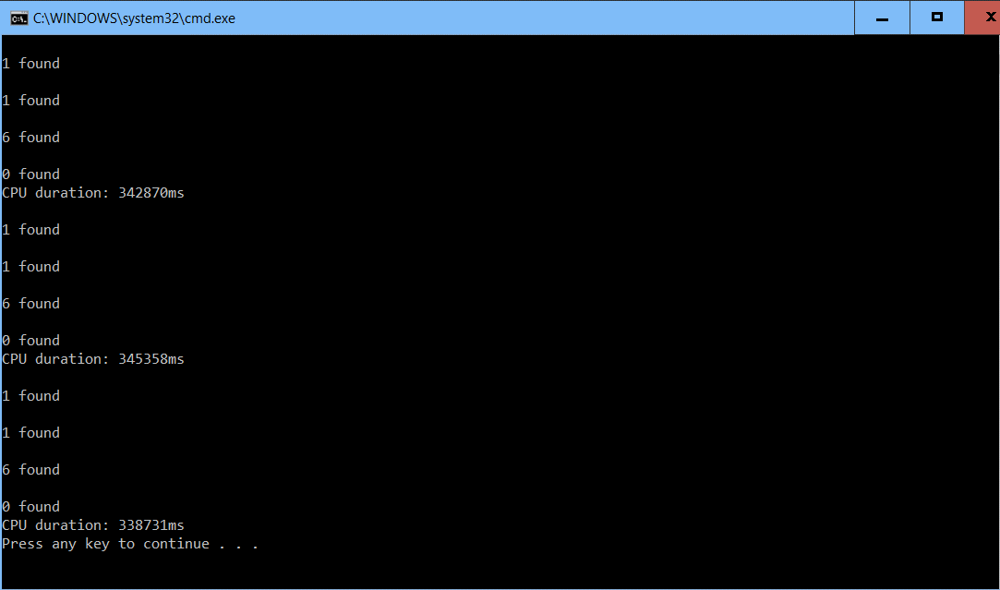 C:\WINDOWS\system32\cmd.exe
1 found
1 found
6 found
0 found
CPU duration: 342870ms
1 found
1 found
6 found
0 found
CPU duration: 345358ms
1 found
1 found
6 found
0 found
CPU duration: 338731ms
Press any key to continue . . .